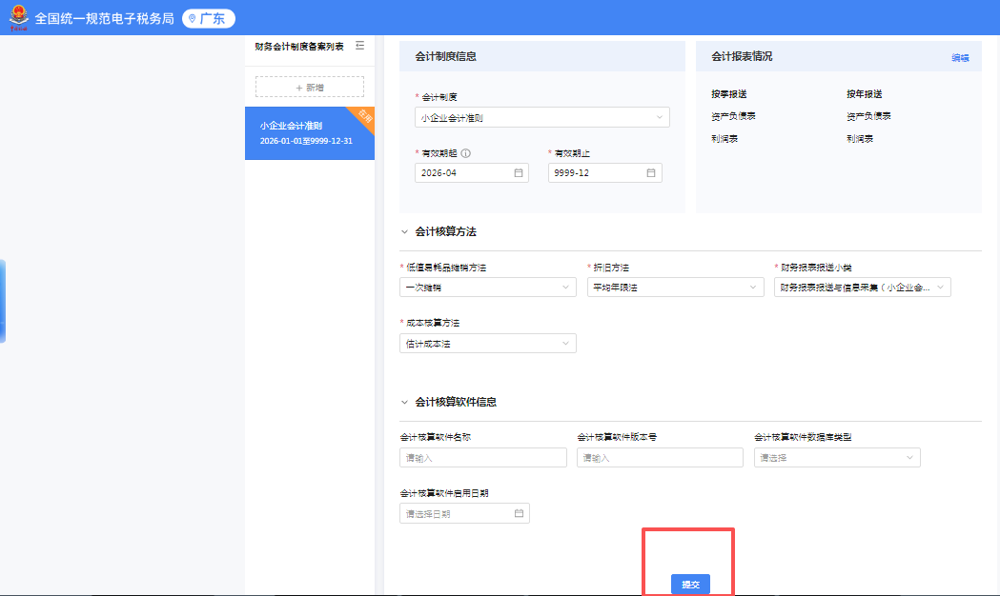 全国统一规范电子税务局
广东
财务会计制度备案列表
+ 新增
小企业会计准则
2026-01-01至9999-12-31
在用
会计制度信息
* 会计制度
小企业会计准则
* 有效期起
* 有效期止
2026-04
9999-12
会计报表情况
编辑
按季报送
按年报送
资产负债表
资产负债表
利润表
利润表
会计核算方法
* 低值易耗品摊销方法
* 折旧方法
* 财务报表报送小类
一次摊销
平均年限法
财务报表报送与信息采集（小企业会...
* 成本核算方法
估计成本法
会计核算软件信息
会计核算软件名称
会计核算软件版本号
会计核算软件数据库类型
请输入
请输入
请选择
会计核算软件启用日期
请选择日期
提交